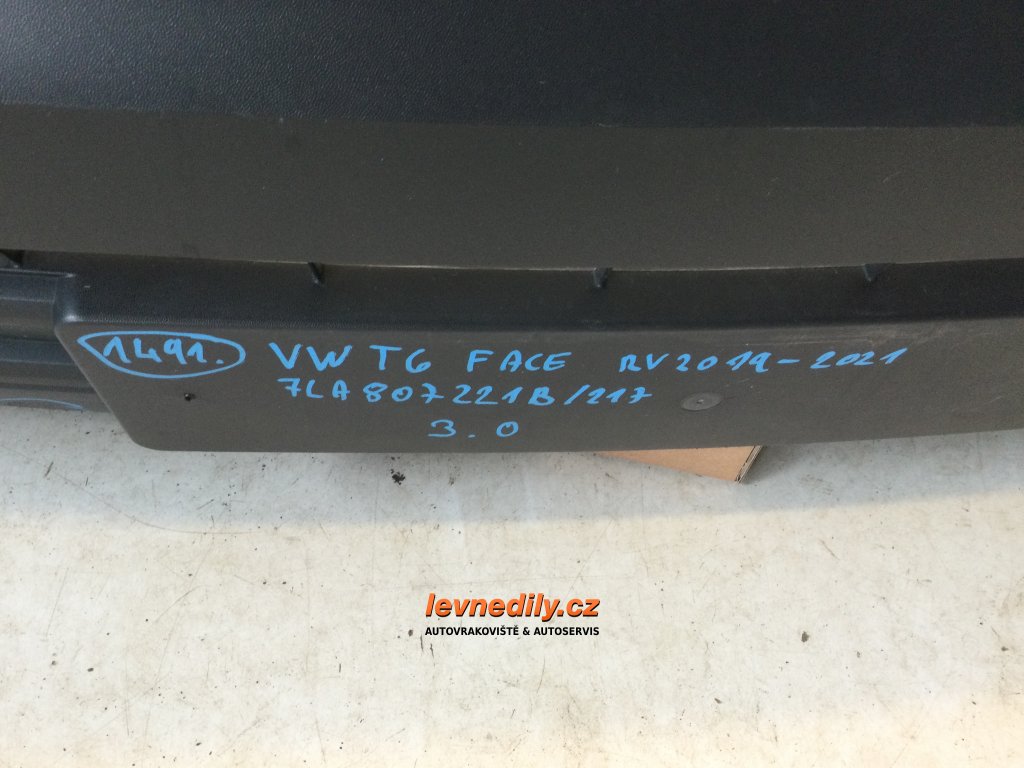 1491. VW T6 FACE RV2019-2021
7LA807221B/217
3.0
levnedily.cz
AUTOVRAKOVIŠTĚ & AUTOSERVIS